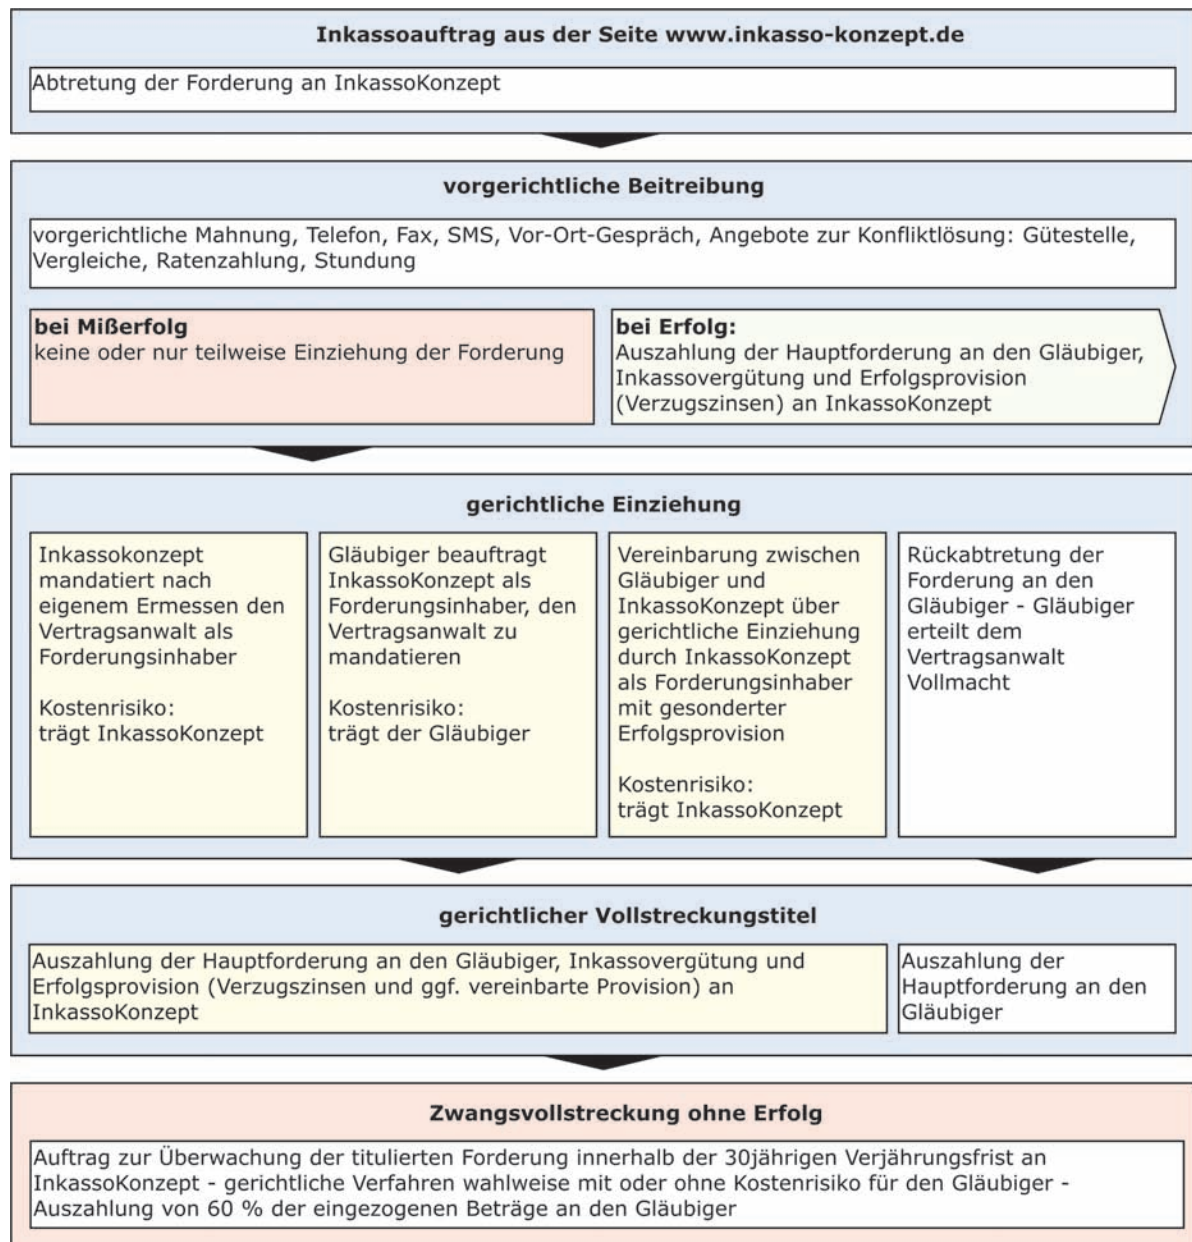 Inkassoauftrag aus der Seite www.inkasso-konzept.de
Abtretung der Forderung an InkassoKonzept
vorgerichtliche Beitreibung
vorgerichtliche Mahnung, Telefon, Fax, SMS, Vor-Ort-Gespräch, Angebote zur Konfliktlösung: Gütestelle,
Vergleiche, Ratenzahlung, Stundung
bei Mißerfolg
keine oder nur teilweise Einziehung der Forderung
bei Erfolg:
Auszahlung der Hauptforderung an den Gläubiger,
Inkassovergütung und Erfolgsprovision
(Verzugszinsen) an InkassoKonzept
gerichtliche Einziehung
Inkassokonzept
mandatiert nach
eigenem Ermessen den
Vertragsanwalt als
Forderungsinhaber
Kostenrisiko:
trägt InkassoKonzept
Gläubiger beauftragt
InkassoKonzept als
Forderungsinhaber, den
Vertragsanwalt zu
mandatieren
Kostenrisiko:
trägt der Gläubiger
Vereinbarung zwischen
Gläubiger und
InkassoKonzept über
gerichtliche Einziehung
durch InkassoKonzept
als Forderungsinhaber
mit gesonderter
Erfolgsprovision
Kostenrisiko:
trägt InkassoKonzept
Rückabtretung der
Forderung an den
Gläubiger - Gläubiger
erteilt dem
Vertragsanwalt
Vollmacht
gerichtlicher Vollstreckungstitel
Auszahlung der Hauptforderung an den Gläubiger, Inkassovergütung und
Erfolgsprovision (Verzugszinsen und ggf. vereinbarte Provision) an
InkassoKonzept
Auszahlung der
Hauptforderung an den
Gläubiger
Zwangsvollstreckung ohne Erfolg
Auftrag zur Überwachung der titulierten Forderung innerhalb der 30jährigen Verjährungsfrist an
InkassoKonzept - gerichtliche Verfahren wahlweise mit oder ohne Kostenrisiko für den Gläubiger -
Auszahlung von 60 % der eingezogenen Beträge an den Gläubiger